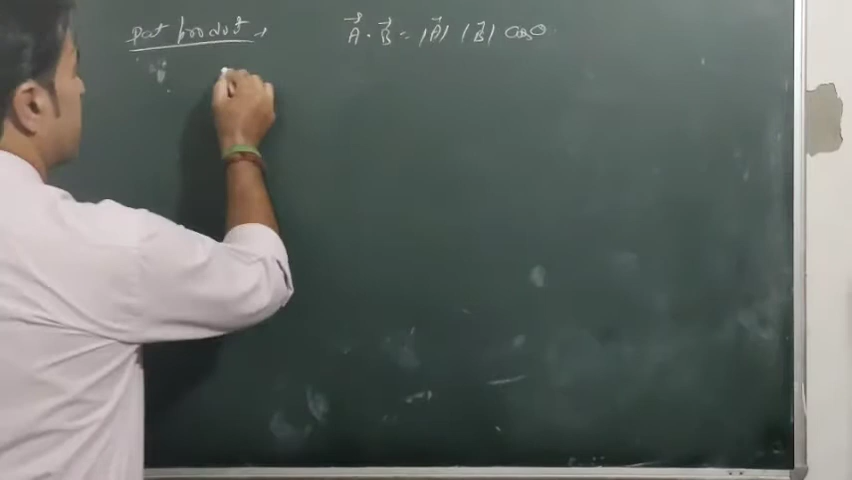 Dot product : A⃗ · B⃗ = |A⃗| |B⃗| cosθ